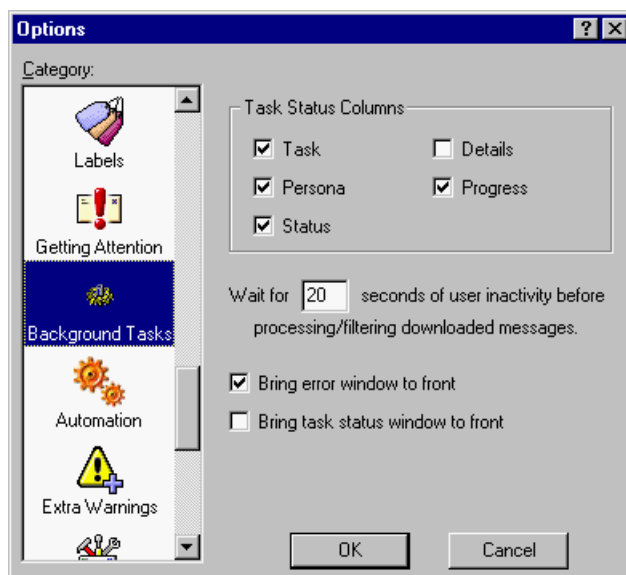 Options
Category:
Labels
Getting Attention
Background Tasks
Automation
Extra Warnings
Task Status Columns
Task
Details
Persona
Progress
Status
Wait for 20 seconds of user inactivity before
processing/filtering downloaded messages.
Bring error window to front
Bring task status window to front
OK
Cancel